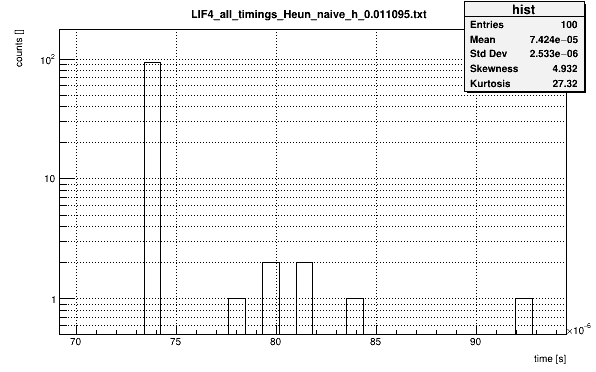 LIF4_all_timings_Heun_naive_h_0.011095.txt
hist
Entries 100
Mean 7.424e−05
Std Dev 2.533e−06
Skewness 4.932
Kurtosis 27.32
counts []
10²
10
1
70 75 80 85 90 ×10⁻⁶
time [s]